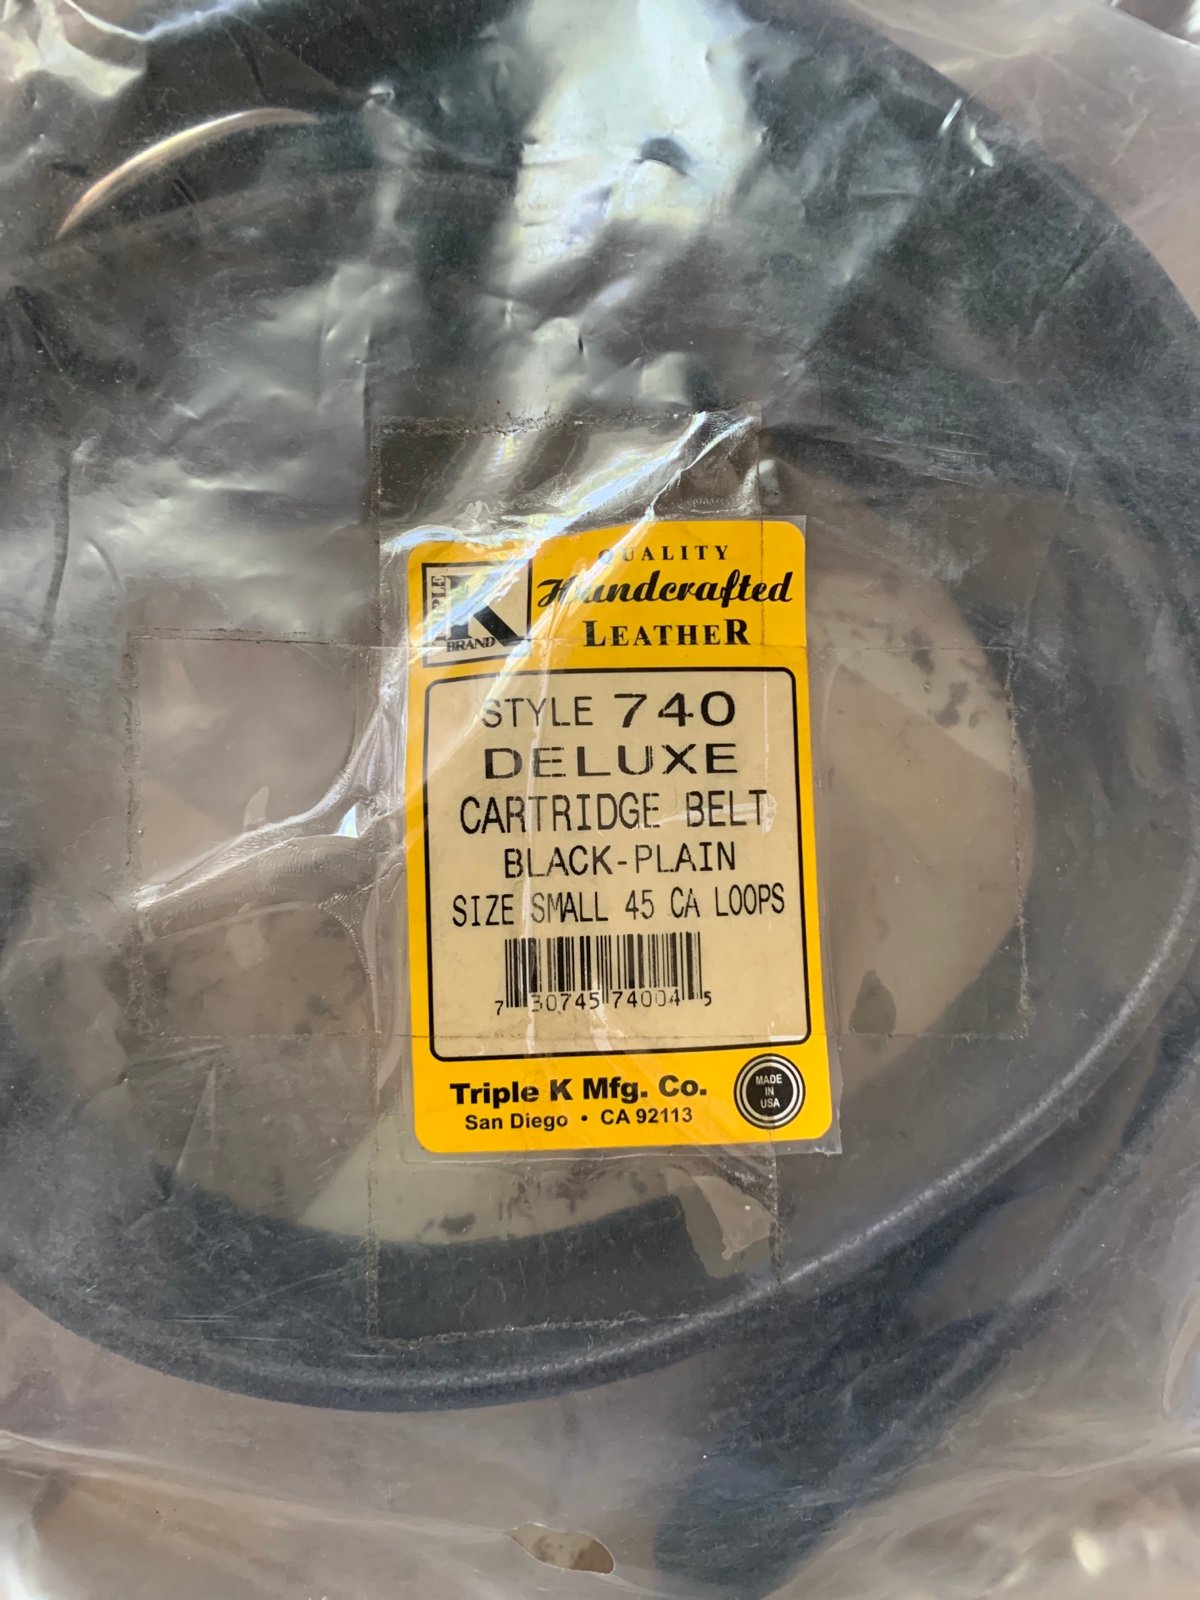 QUALITY
Handcrafted
LEATHER
TRIPLE
K
BRAND
STYLE 740
DELUXE
CARTRIDGE BELT
BLACK-PLAIN
SIZE SMALL 45 CA LOOPS
7 30745 74004 5
Triple K Mfg. Co.
San Diego • CA 92113
MADE
IN
USA